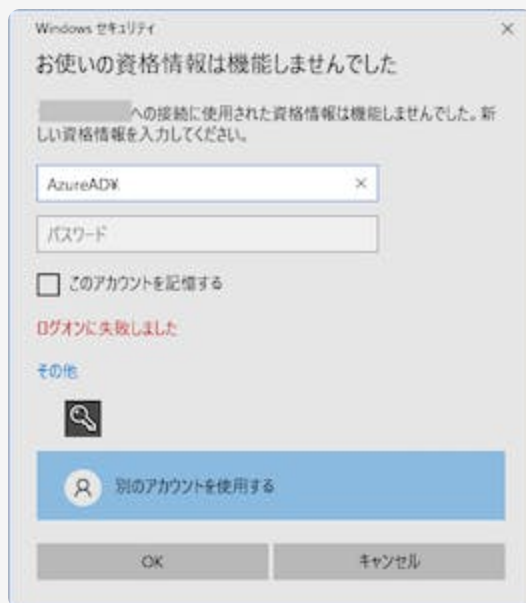 Windows セキュリティ
お使いの資格情報は機能しませんでした
への接続に使用された資格情報は機能しませんでした。新
しい資格情報を入力してください。
AzureAD¥
パスワード
このアカウントを記憶する
ログオンに失敗しました
その他
別のアカウントを使用する
OK
キャンセル